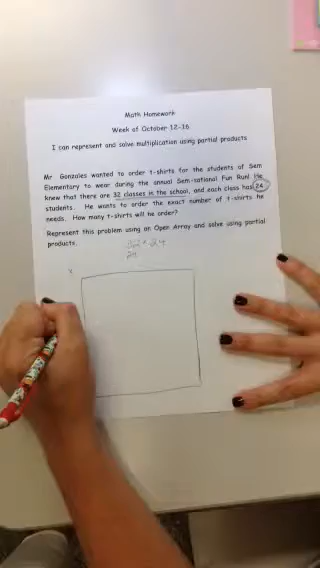 Math Homework
Week of October 12-16
I can represent and solve multiplication using partial products
Mr Gonzales wanted to order t-shirts for the students of Sem
Elementary to wear during the annual Sem-sational Fun Run! He
knew that there are 32 classes in the school, and each class has 24
students. He wants to order the exact number of t-shirts he
needs. How many t-shirts will he order?
Represent this problem using an Open Array and solve using partial
products.
32 × 24
x